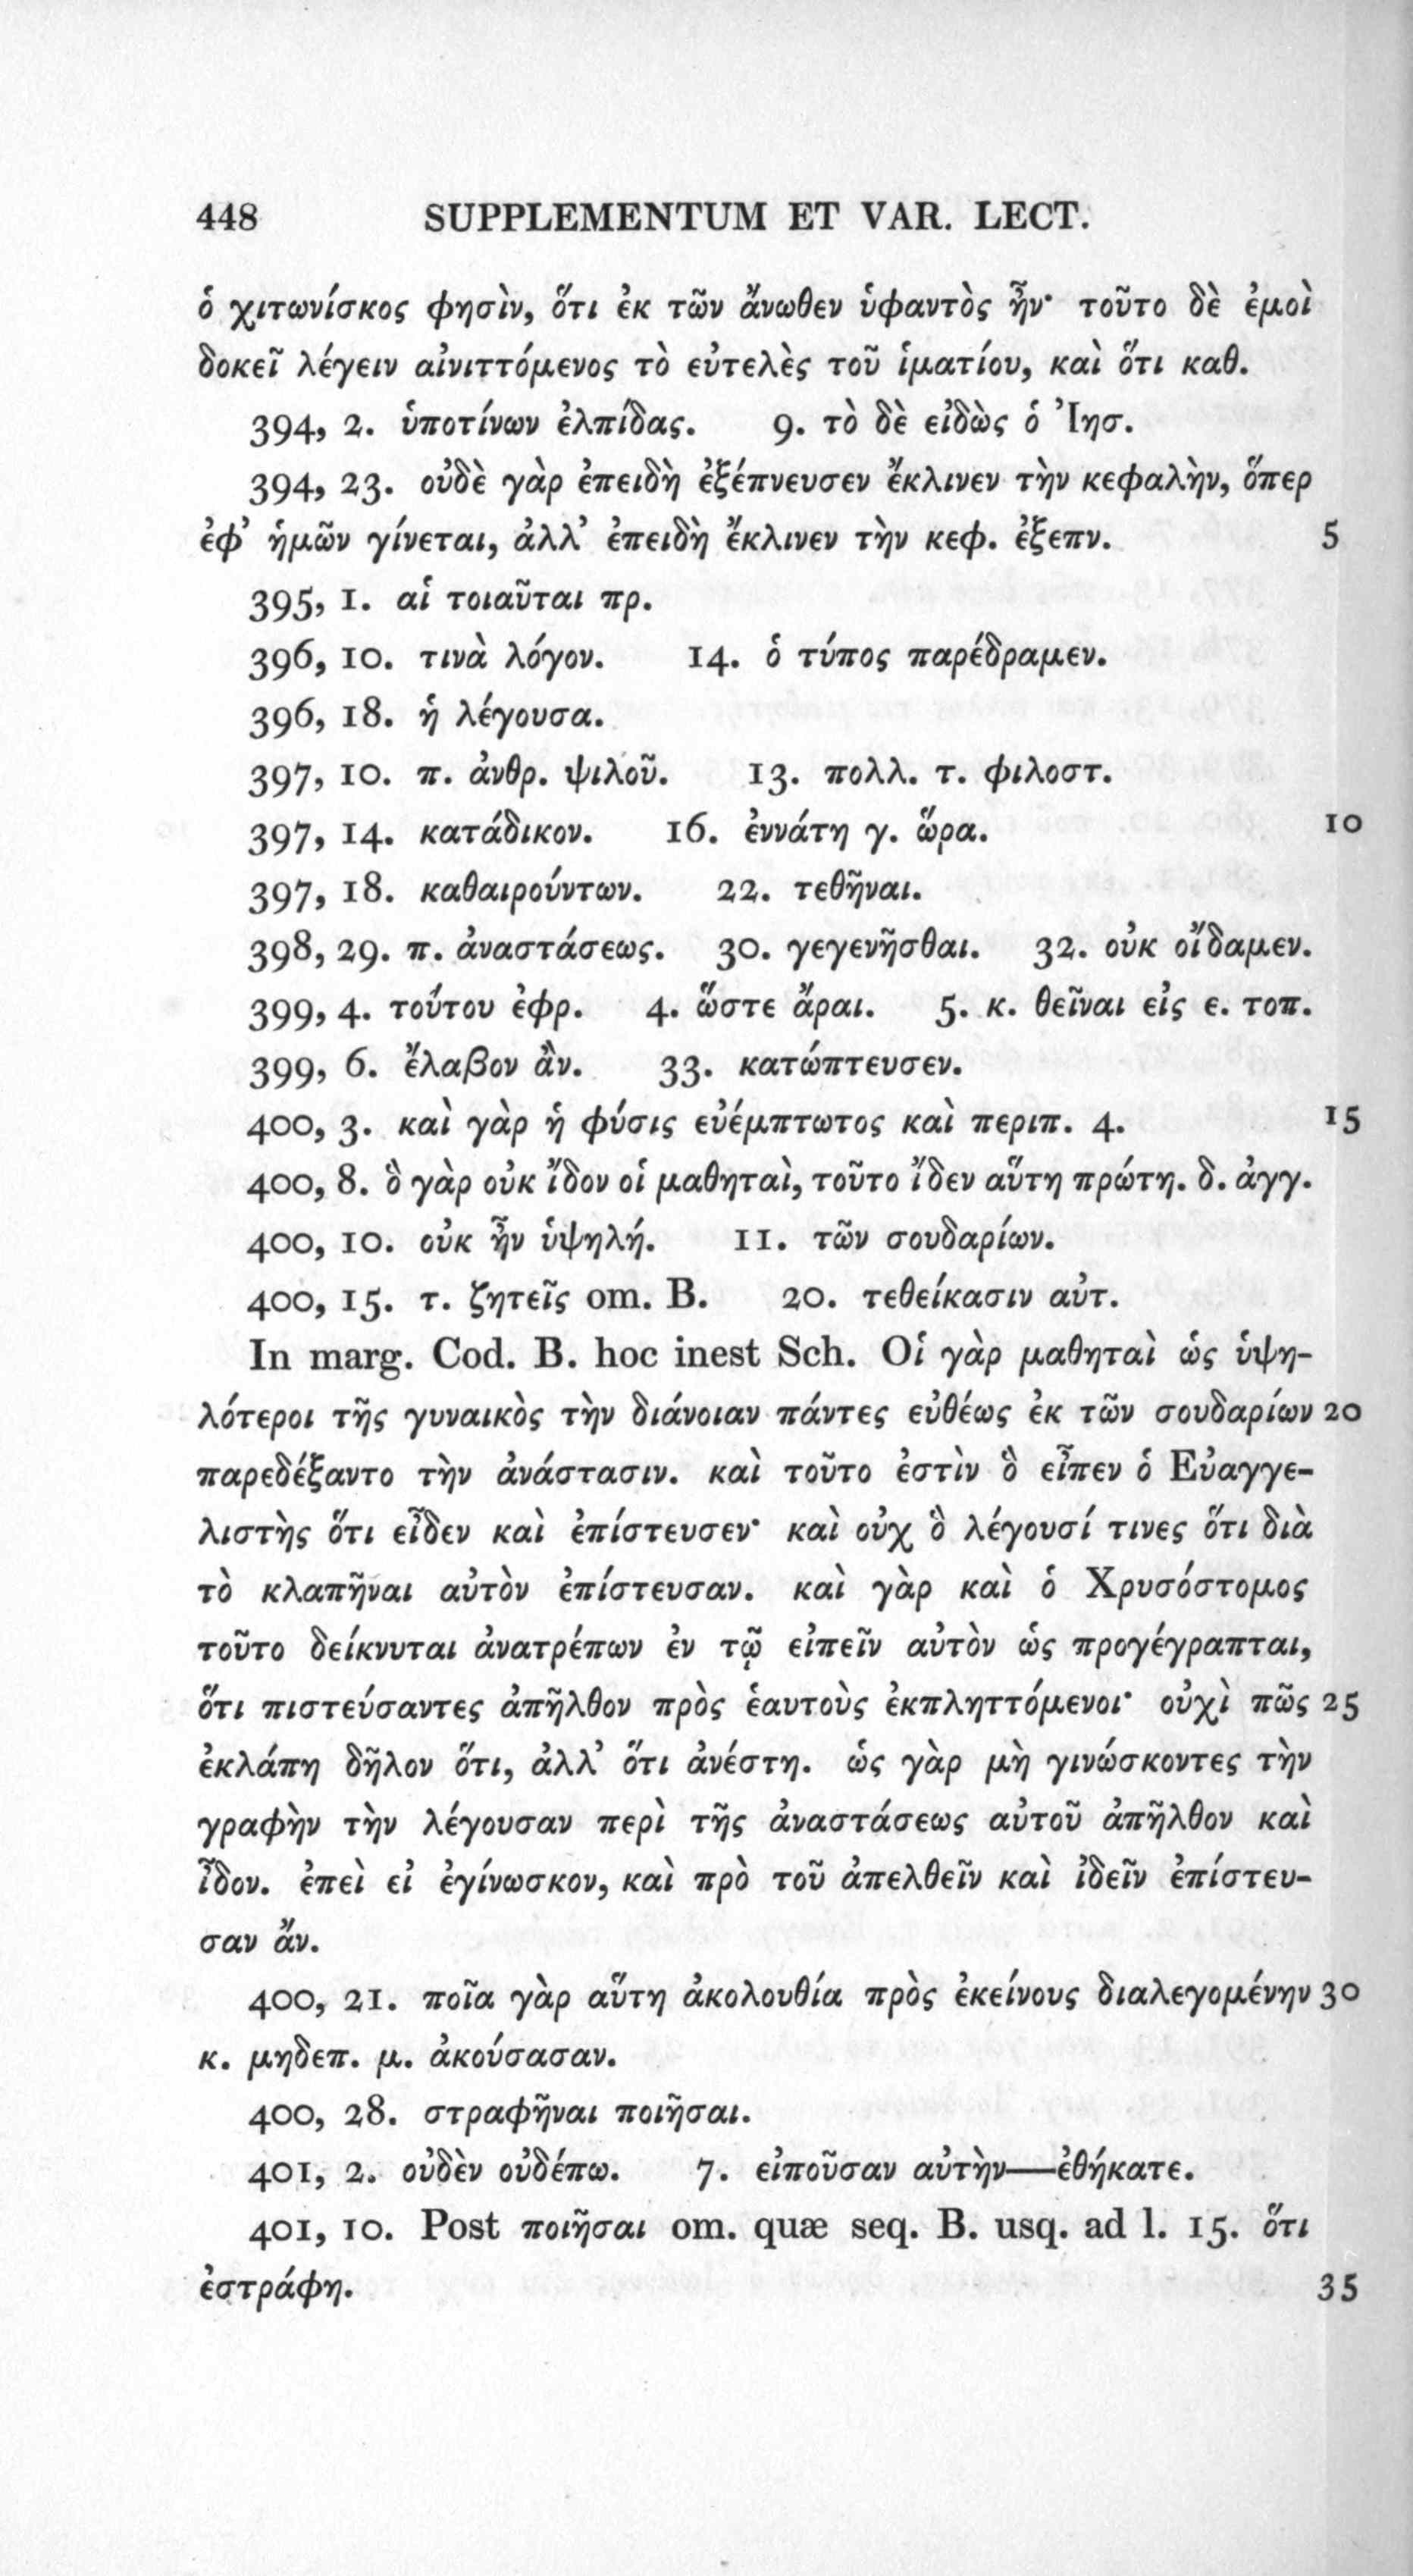 448 SUPPLEMENTUM ET VAR. LECT.
ὁ χιτωνίσκος φησὶν, ὅτι ἐκ τῶν ἄνωθεν ὑφαντὸς ἦν· τοῦτο δὲ ἐμοὶ
δοκεῖ λέγειν αἰνιττόμενος τὸ εὐτελὲς τοῦ ἱματίου, καὶ ὅτι καθ.
394, 2. ὑποτίνων ἐλπίδας. 9. τὸ δὲ εἰδὼς ὁ Ἰησ.
394, 23. οὐδὲ γὰρ ἐπειδὴ ἐξέπνευσεν ἔκλινεν τὴν κεφαλὴν, ὅπερ
ἐφ’ ἡμῶν γίνεται, ἀλλ’ ἐπειδὴ ἔκλινεν τὴν κεφ. ἐξεπν. 5
395, 1. αἱ τοιαῦται πρ.
396, 10. τινὰ λόγον. 14. ὁ τύπος παρέδραμεν.
396, 18. ἡ λέγουσα.
397, 10. π. ἀνθρ. ψιλοῦ. 13. πολλ. τ. φιλοστ.
397, 14. κατάδικον. 16. ἐννάτη γ. ὥρα. 10
397, 18. καθαιρούντων. 22. τεθῆναι.
398, 29. π. ἀναστάσεως. 30. γεγενῆσθαι. 32. οὐκ οἴδαμεν.
399, 4. τούτου ἐφρ. 4. ὥστε ἄραι. 5. κ. θεῖναι εἰς ε. τοπ.
399, 6. ἔλαβον ἂν. 33. κατώπτευσεν.
400, 3. καὶ γὰρ ἡ φύσις εὐέμπτωτος καὶ περιπ. 4. 15
400, 8. ὃ γὰρ οὐκ ἴδον οἱ μαθηταὶ, τοῦτο ἴδεν αὕτη πρώτη. δ. ἀγγ.
400, 10. οὐκ ἦν ὑψηλή. 11. τῶν σουδαρίων.
400, 15. τ. ζητεῖς om. B. 20. τεθείκασιν αὐτ.
In marg. Cod. B. hoc inest Sch. Οἱ γὰρ μαθηταὶ ὡς ὑψη-
λότεροι τῆς γυναικὸς τὴν διάνοιαν πάντες εὐθέως ἐκ τῶν σουδαρίων 20
παρεδέξαντο τὴν ἀνάστασιν. καὶ τοῦτο ἐστὶν ὃ εἶπεν ὁ Εὐαγγε-
λιστὴς ὅτι εἶδεν καὶ ἐπίστευσεν· καὶ οὐχ ὃ λέγουσί τινες ὅτι διὰ
τὸ κλαπῆναι αὐτὸν ἐπίστευσαν. καὶ γὰρ καὶ ὁ Χρυσόστομος
τοῦτο δείκνυται ἀνατρέπων ἐν τῷ εἰπεῖν αὐτὸν ὡς προγέγραπται,
ὅτι πιστεύσαντες ἀπῆλθον πρὸς ἑαυτοὺς ἐκπληττόμενοι· οὐχὶ πῶς 25
ἐκλάπη δῆλον ὅτι, ἀλλ’ ὅτι ἀνέστη. ὡς γὰρ μὴ γινώσκοντες τὴν
γραφὴν τὴν λέγουσαν περὶ τῆς ἀναστάσεως αὐτοῦ ἀπῆλθον καὶ
ἶδον. ἐπεὶ εἰ ἐγίνωσκον, καὶ πρὸ τοῦ ἀπελθεῖν καὶ ἰδεῖν ἐπίστευ-
σαν ἄν.
400, 21. ποῖα γὰρ αὕτη ἀκολουθία πρὸς ἐκείνους διαλεγομένην 30
κ. μηδεπ. μ. ἀκούσασαν.
400, 28. στραφῆναι ποιῆσαι.
401, 2. οὐδὲν οὐδέπω. 7. εἰποῦσαν αὐτὴν—ἐθήκατε.
401, 10. Post ποιῆσαι om. quæ seq. B. usq. ad l. 15. ὅτι
ἐστράφη. 35